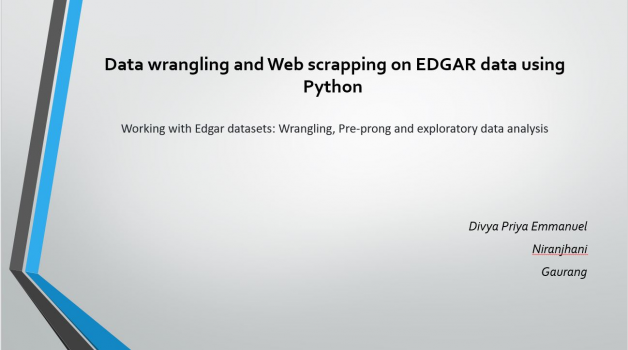 Data wrangling and Web scrapping on EDGAR data using
Python
Working with Edgar datasets: Wrangling, Pre-prong and exploratory data analysis
Divya Priya Emmanuel
Niranjhani
Gaurang